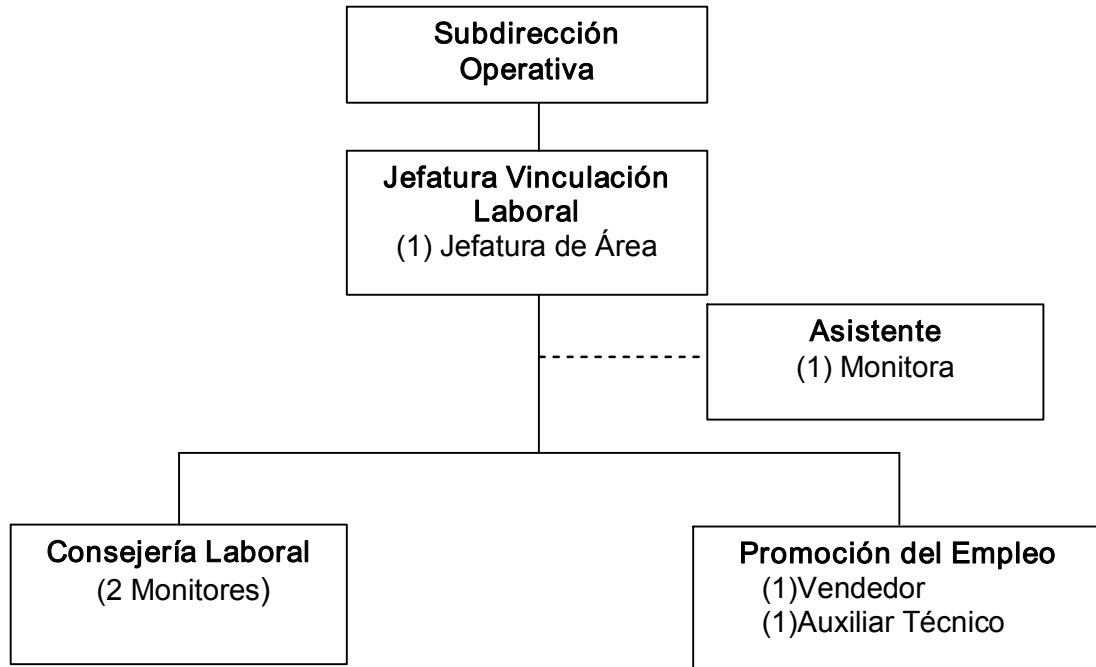 Subdirección
Operativa
Jefatura Vinculación
Laboral
(1) Jefatura de Área
Asistente
(1) Monitora
Consejería Laboral
(2 Monitores)
Promoción del Empleo
(1)Vendedor
(1)Auxiliar Técnico